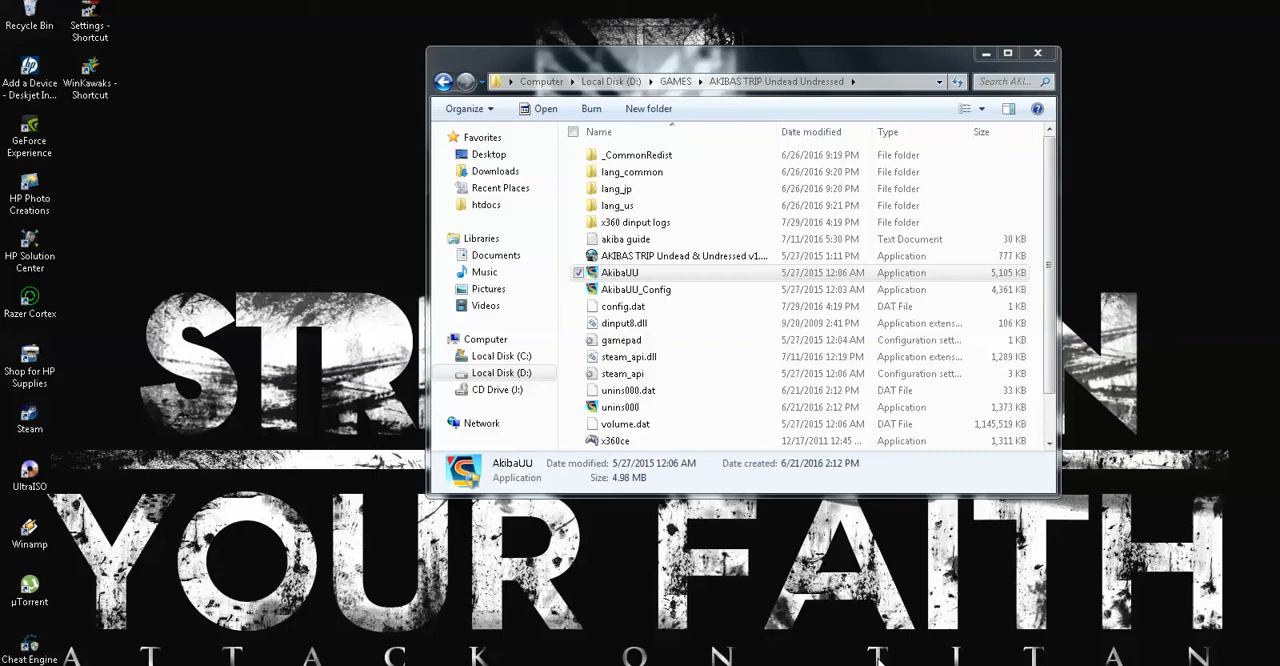 Recycle Bin
Settings -
Shortcut
Add a Device
- Deskjet In...
WinKawaks -
Shortcut
GeForce
Experience
HP Photo
Creations
HP Solution
Center
Razer Cortex
Shop for HP
Supplies
Steam
UltraISO
Winamp
µTorrent
Cheat Engine
Computer
Local Disk (D:)
GAMES
AKIBAS TRIP Undead Undressed
Search AKI...
Organize
Open
Burn
New folder
Favorites
Desktop
Downloads
Recent Places
htdocs
Libraries
Documents
Music
Pictures
Videos
Computer
Local Disk (C:)
Local Disk (D:)
CD Drive (J:)
Network
Name Date modified Type Size
_CommonRedist 6/26/2016 9:19 PM File folder
lang_common 6/26/2016 9:20 PM File folder
lang_jp 6/26/2016 9:20 PM File folder
lang_us 6/26/2016 9:21 PM File folder
x360 dinput logs 7/29/2016 4:19 PM File folder
akiba guide 7/11/2016 5:30 PM Text Document 30 KB
AKIBAS TRIP Undead & Undressed v1.... 5/27/2015 1:11 PM Application 777 KB
AkibaUU 5/27/2015 12:06 AM Application 5,105 KB
AkibaUU_Config 5/27/2015 12:03 AM Application 4,361 KB
config.dat 7/29/2016 4:19 PM DAT File 1 KB
dinput8.dll 9/20/2009 2:41 PM Application extens... 106 KB
gamepad 5/27/2015 12:04 AM Configuration sett... 1 KB
steam_api.dll 7/11/2016 12:19 PM Application extens... 1,289 KB
steam_api 5/27/2015 12:06 AM Configuration sett... 3 KB
unins000.dat 6/21/2016 2:12 PM DAT File 33 KB
unins000 6/21/2016 2:12 PM Application 1,373 KB
volume.dat 5/27/2015 12:06 AM DAT File 1,145,519 KB
x360ce 12/17/2011 12:45 ... Application 1,311 KB
AkibaUU Date modified: 5/27/2015 12:06 AM Date created: 6/21/2016 2:12 PM
Application Size: 4.98 MB
YOUR FAITH
ATTACK ON TITAN